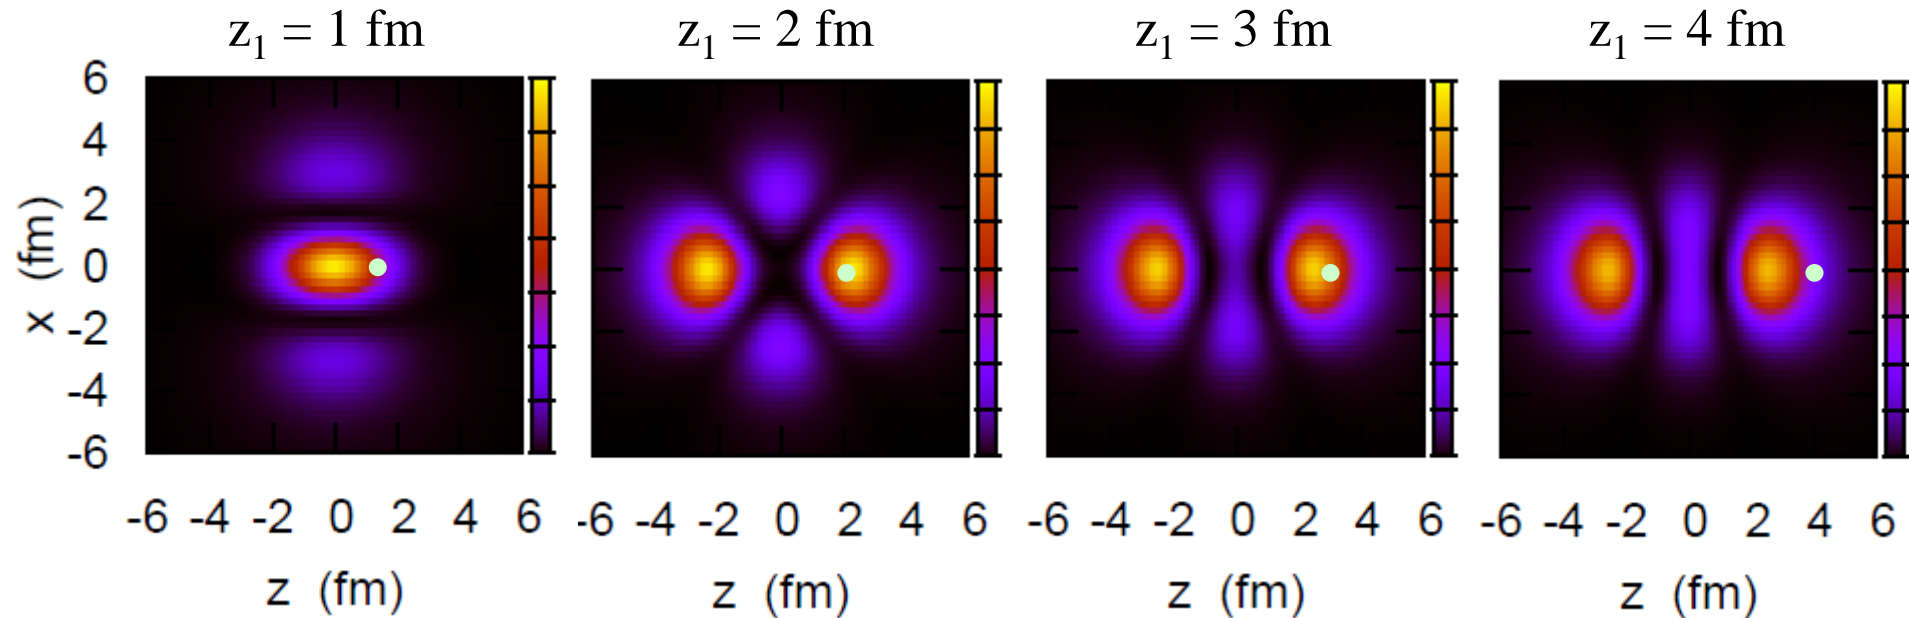 z₁ = 1 fm z₁ = 2 fm z₁ = 3 fm z₁ = 4 fm
6
4
2
0
-2
-4
-6
x (fm)
-6 -4 -2 0 2 4 6 -6 -4 -2 0 2 4 6 -6 -4 -2 0 2 4 6 -6 -4 -2 0 2 4 6
z (fm) z (fm) z (fm) z (fm)